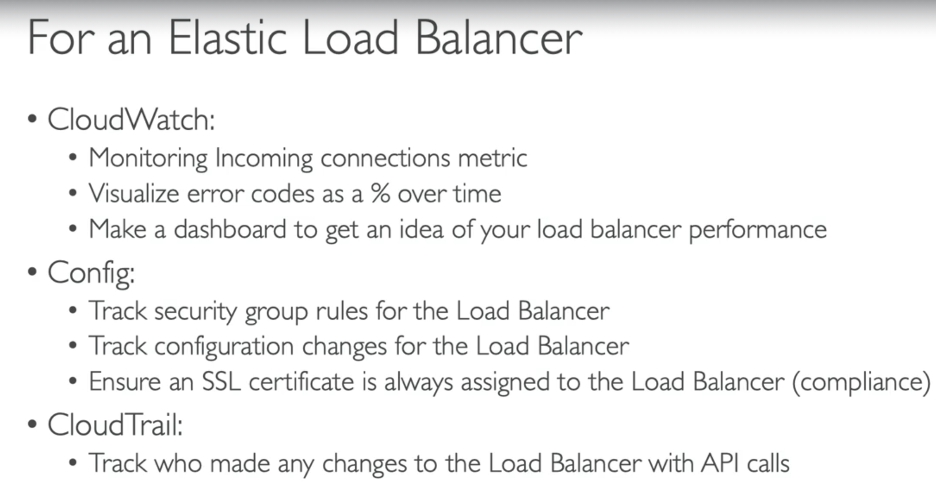 For an Elastic Load Balancer
• CloudWatch:
• Monitoring Incoming connections metric
• Visualize error codes as a % over time
• Make a dashboard to get an idea of your load balancer performance
• Config:
• Track security group rules for the Load Balancer
• Track configuration changes for the Load Balancer
• Ensure an SSL certificate is always assigned to the Load Balancer (compliance)
• CloudTrail:
• Track who made any changes to the Load Balancer with API calls